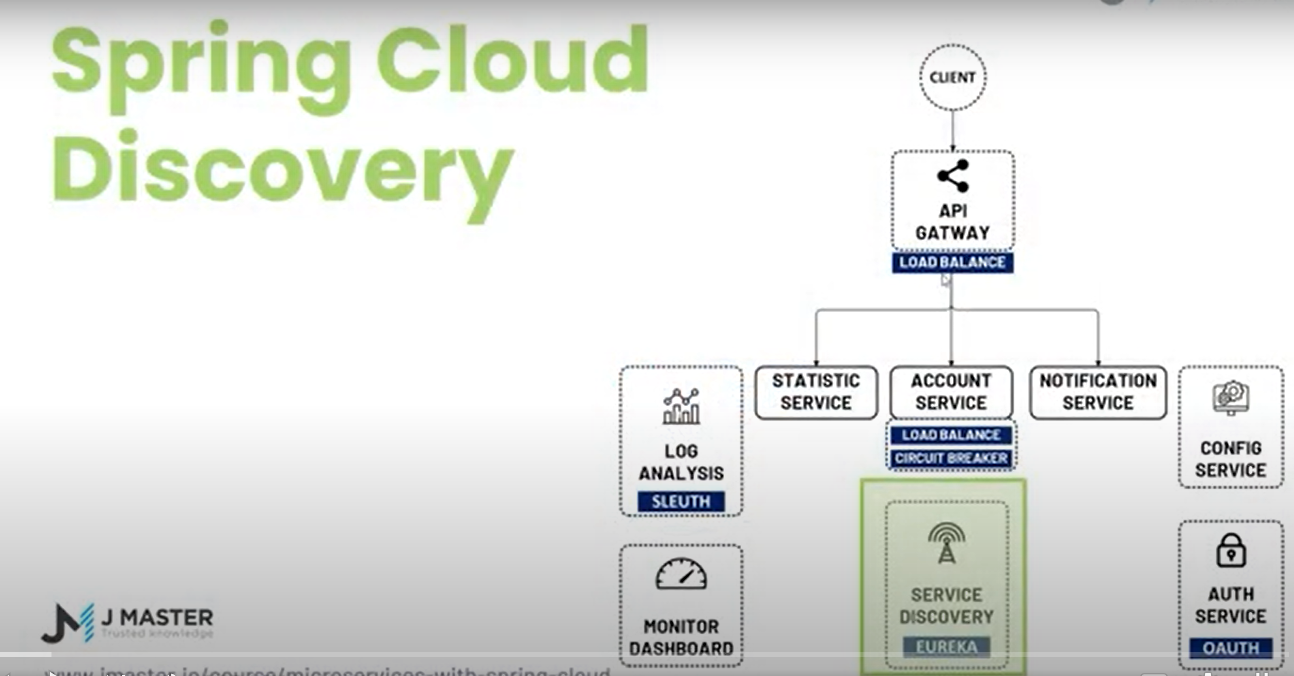 Spring Cloud
Discovery
CLIENT
API
GATWAY
LOAD BALANCE
STATISTIC
SERVICE
ACCOUNT
SERVICE
NOTIFICATION
SERVICE
LOAD BALANCE
CIRCUIT BREAKER
LOG
ANALYSIS
SLEUTH
CONFIG
SERVICE
MONITOR
DASHBOARD
SERVICE
DISCOVERY
EUREKA
AUTH
SERVICE
OAUTH
J MASTER
Trusted knowledge
www.jmaster.io/course/microservices-with-spring-cloud